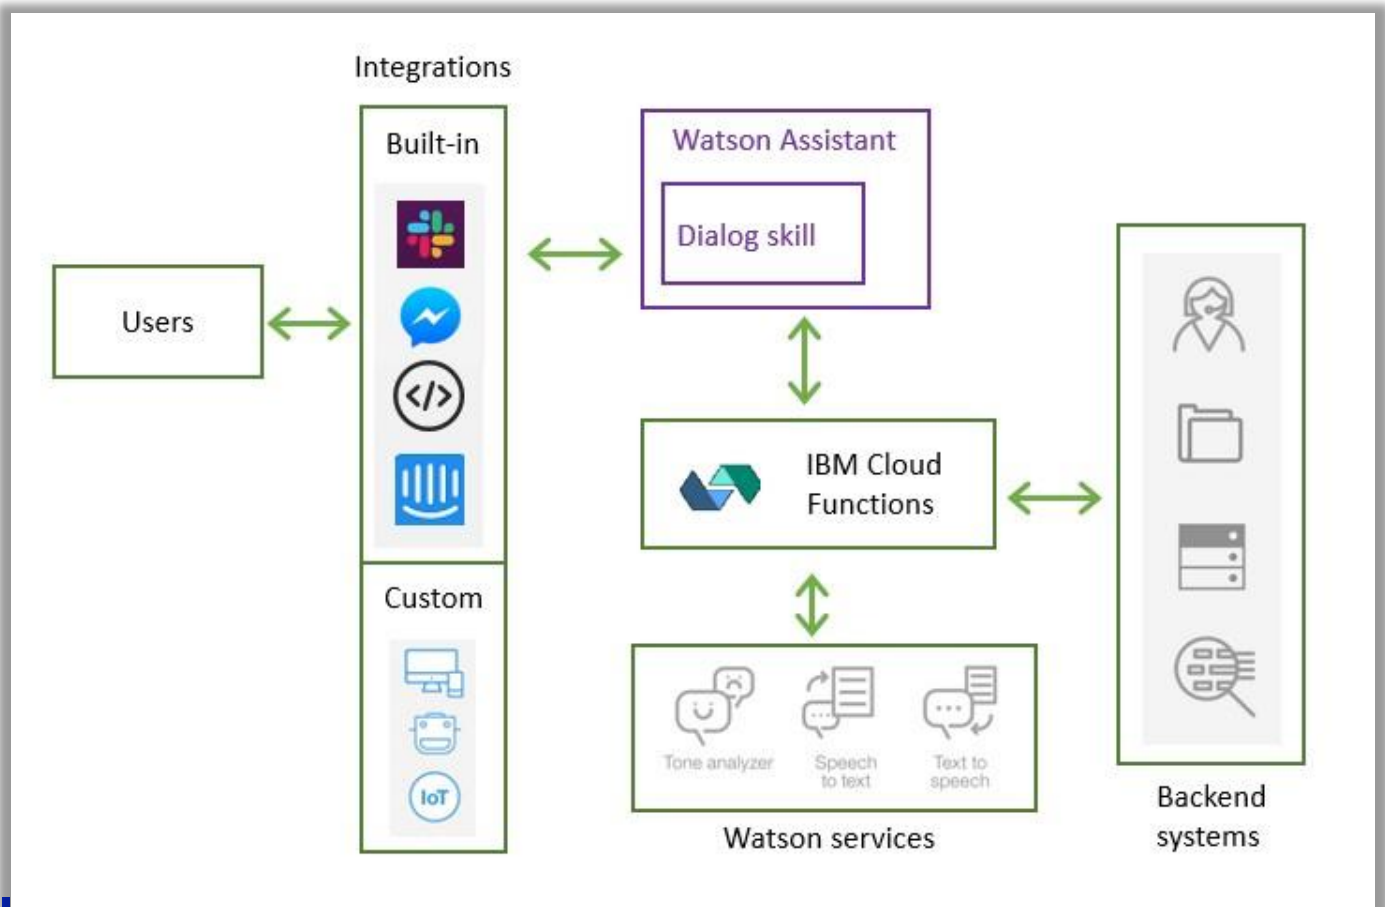 Integrations
Built-in
Watson Assistant
Dialog skill
Users
</>
IBM Cloud
Functions
Custom
IoT
Tone analyzer
Speech
to text
Text to
speech
Watson services
Backend
systems